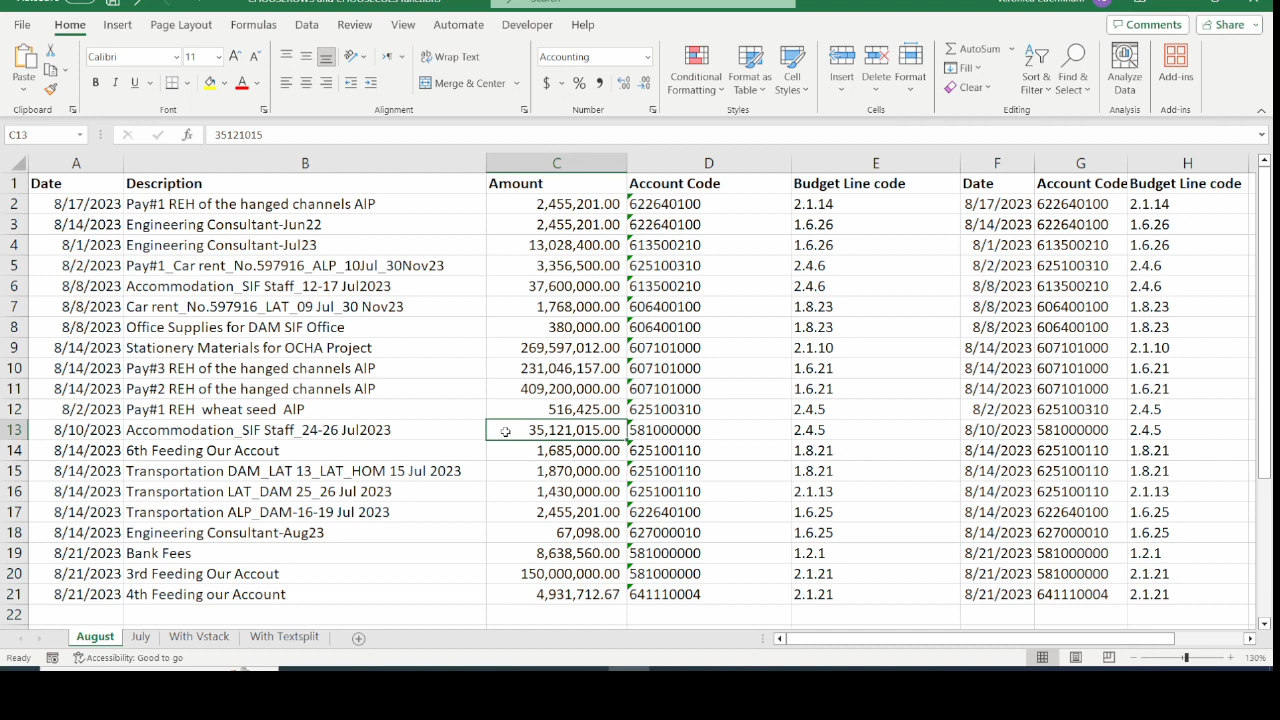 File Home Insert Page Layout Formulas Data Review View Automate Developer Help Comments Share
Paste Calibri 11 Wrap Text Accounting Conditional Format as Cell Insert Delete Format AutoSum Sort & Find & Analyze Add-ins
B I U Merge & Center $ % Formatting Table Styles Fill Filter Select Data
Clear
Clipboard Font Alignment Number Styles Cells Editing Analysis Add-ins
C13 fx 35121015
A B C D E F G H
1 Date Description Amount Account Code Budget Line code Date Account Code Budget Line code
2 8/17/2023 Pay#1 REH of the hanged channels AlP 2,455,201.00 622640100 2.1.14 8/17/2023 622640100 2.1.14
3 8/14/2023 Engineering Consultant-Jun22 2,455,201.00 622640100 1.6.26 8/14/2023 622640100 1.6.26
4 8/1/2023 Engineering Consultant-Jul23 13,028,400.00 613500210 1.6.26 8/1/2023 613500210 1.6.26
5 8/2/2023 Pay#1_Car rent_No.597916_ALP_10Jul_30Nov23 3,356,500.00 625100310 2.4.6 8/2/2023 625100310 2.4.6
6 8/8/2023 Accommodation_SIF Staff_12-17 Jul2023 37,600,000.00 613500210 2.4.6 8/8/2023 613500210 2.4.6
7 8/8/2023 Car rent_No.597916_LAT_09 Jul_30 Nov23 1,768,000.00 606400100 1.8.23 8/8/2023 606400100 1.8.23
8 8/8/2023 Office Supplies for DAM SIF Office 380,000.00 606400100 1.8.23 8/8/2023 606400100 1.8.23
9 8/14/2023 Stationery Materials for OCHA Project 269,597,012.00 607101000 2.1.10 8/14/2023 607101000 2.1.10
10 8/14/2023 Pay#3 REH of the hanged channels AlP 231,046,157.00 607101000 1.6.21 8/14/2023 607101000 1.6.21
11 8/14/2023 Pay#2 REH of the hanged channels AlP 409,200,000.00 607101000 1.6.21 8/14/2023 607101000 1.6.21
12 8/2/2023 Pay#1 REH wheat seed AlP 516,425.00 625100310 2.4.5 8/2/2023 625100310 2.4.5
13 8/10/2023 Accommodation_SIF Staff_24-26 Jul2023 35,121,015.00 581000000 2.4.5 8/10/2023 581000000 2.4.5
14 8/14/2023 6th Feeding Our Accout 1,685,000.00 625100110 1.8.21 8/14/2023 625100110 1.8.21
15 8/14/2023 Transportation DAM_LAT 13_LAT_HOM 15 Jul 2023 1,870,000.00 625100110 1.8.21 8/14/2023 625100110 1.8.21
16 8/14/2023 Transportation LAT_DAM 25_26 Jul 2023 1,430,000.00 625100110 2.1.13 8/14/2023 625100110 2.1.13
17 8/14/2023 Transportation ALP_DAM-16-19 Jul 2023 2,455,201.00 622640100 1.6.25 8/14/2023 622640100 1.6.25
18 8/14/2023 Engineering Consultant-Aug23 67,098.00 627000010 1.6.25 8/14/2023 627000010 1.6.25
19 8/21/2023 Bank Fees 8,638,560.00 581000000 1.2.1 8/21/2023 581000000 1.2.1
20 8/21/2023 3rd Feeding Our Accout 150,000,000.00 581000000 2.1.21 8/21/2023 581000000 2.1.21
21 8/21/2023 4th Feeding our Account 4,931,712.67 641110004 2.1.21 8/21/2023 641110004 2.1.21
22
August July With Vstack With Textsplit
Ready Accessibility: Good to go 130%